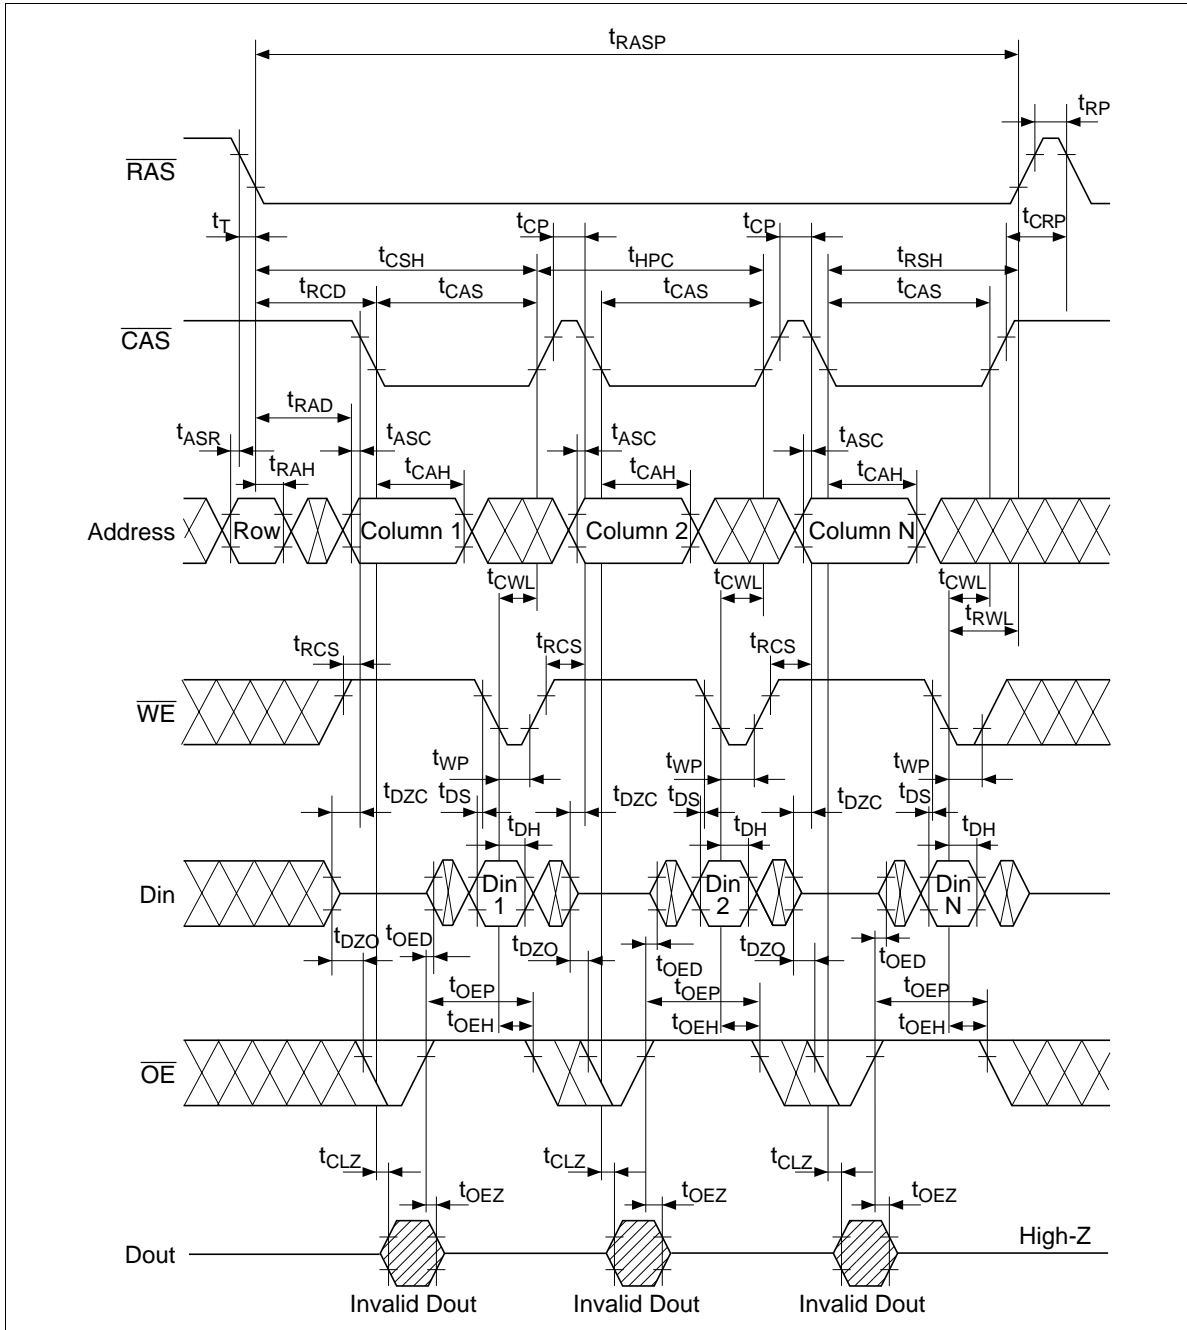 tRASP
tRP
RAS
tT
tCP
tCP
tCRP
tCSH
tHPC
tRSH
tRCD
tCAS
tCAS
tCAS
CAS
tRAD
tASR
tASC
tASC
tASC
tRAH
tCAH
tCAH
tCAH
Address
Row
Column 1
Column 2
Column N
tCWL
tCWL
tCWL
tRWL
tRCS
tRCS
tRCS
WE
tWP
tWP
tWP
tDZC
tDS
tDZC
tDS
tDZC
tDS
tDH
tDH
tDH
Din
Din
1
Din
2
Din
N
tDZO
tOED
tDZO
tOED
tDZO
tOED
tOEP
tOEP
tOEP
tOEH
tOEH
tOEH
OE
tCLZ
tCLZ
tCLZ
tOEZ
tOEZ
tOEZ
High-Z
Dout
Invalid Dout
Invalid Dout
Invalid Dout